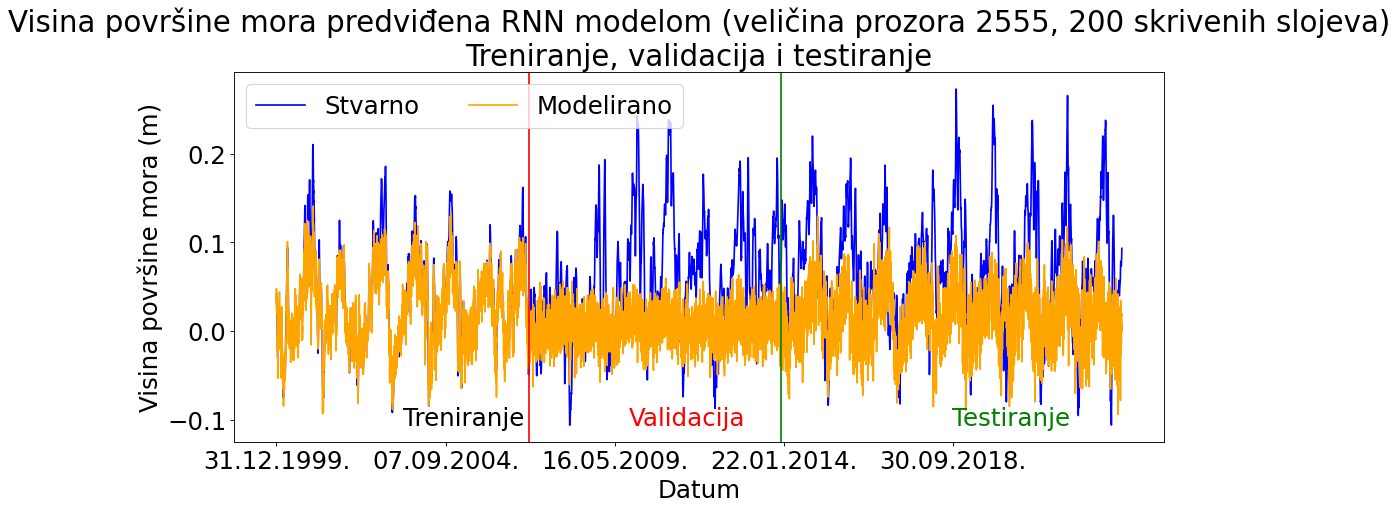 Visina površine mora predviđena RNN modelom (veličina prozora 2555, 200 skrivenih slojeva)
Treniranje, validacija i testiranje
Stvarno
Modelirano
Visina površine mora (m)
0.2
0.1
0.0
−0.1
Treniranje
Validacija
Testiranje
31.12.1999.
07.09.2004.
16.05.2009.
22.01.2014.
30.09.2018.
Datum